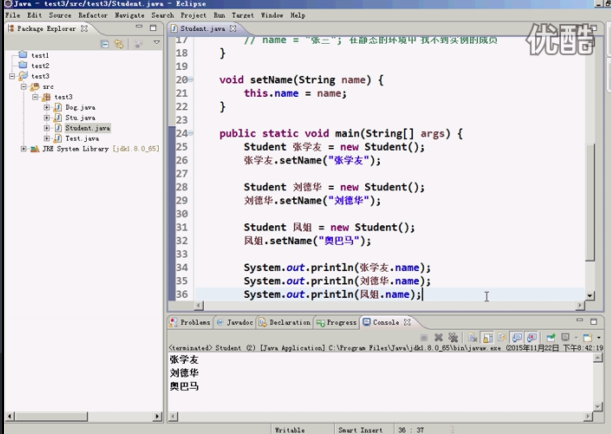 Java - test3/src/test3/Student.java - Eclipse
File Edit Source Refactor Navigate Search Project Run Target Window Help
优酷
Package Explorer
test1
test2
test3
src
test3
Dog.java
Stu.java
Student.java
Test.java
JRE System Library [jdk1.8.0_65]
Student.java
17 // name = "张三"; 在静态的环境中 找不到实例的成员
18 }
19
20 void setName(String name) {
21 this.name = name;
22 }
23
24 public static void main(String[] args) {
25 Student 张学友 = new Student();
26 张学友.setName("张学友");
27
28 Student 刘德华 = new Student();
29 刘德华.setName("刘德华");
30
31 Student 凤姐 = new Student();
32 凤姐.setName("奥巴马");
33
34 System.out.println(张学友.name);
35 System.out.println(刘德华.name);
36 System.out.println(凤姐.name);
Problems Javadoc Declaration Progress Console
<terminated> Student (2) [Java Application] C:\Program Files\Java\jdk1.8.0_65\bin\javaw.exe (2015年11月22日 下午8:42:19
张学友
刘德华
奥巴马
Writable Smart Insert 36 : 37